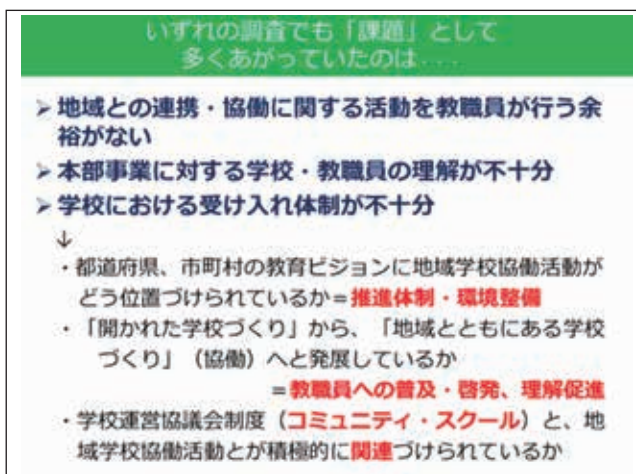 いずれの調査でも「課題」として
多くあがっていたのは・・・
➢ 地域との連携・協働に関する活動を教職員が行う余
裕がない
➢ 本部事業に対する学校・教職員の理解が不十分
➢ 学校における受け入れ体制が不十分
↓
・都道府県、市町村の教育ビジョンに地域学校協働活動が
どう位置づけられているか＝推進体制・環境整備
・「開かれた学校づくり」から、「地域とともにある学校
づくり」（協働）へと発展しているか
＝教職員への普及・啓発、理解促進
・学校運営協議会制度（コミュニティ・スクール）と、地
域学校協働活動とが積極的に関連づけられているか